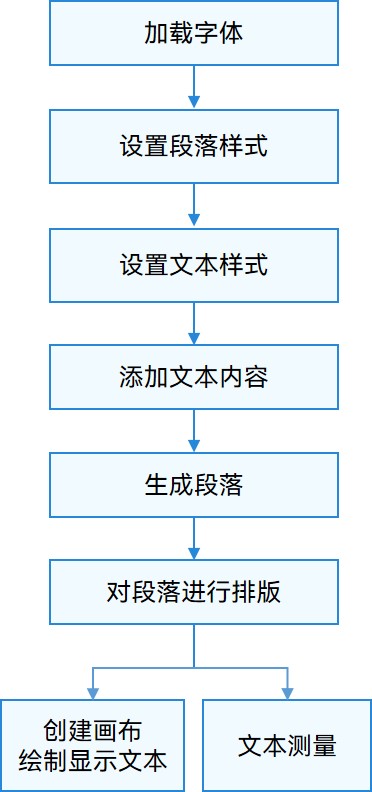 加载字体
设置段落样式
设置文本样式
添加文本内容
生成段落
对段落进行排版
创建画布
绘制显示文本
文本测量